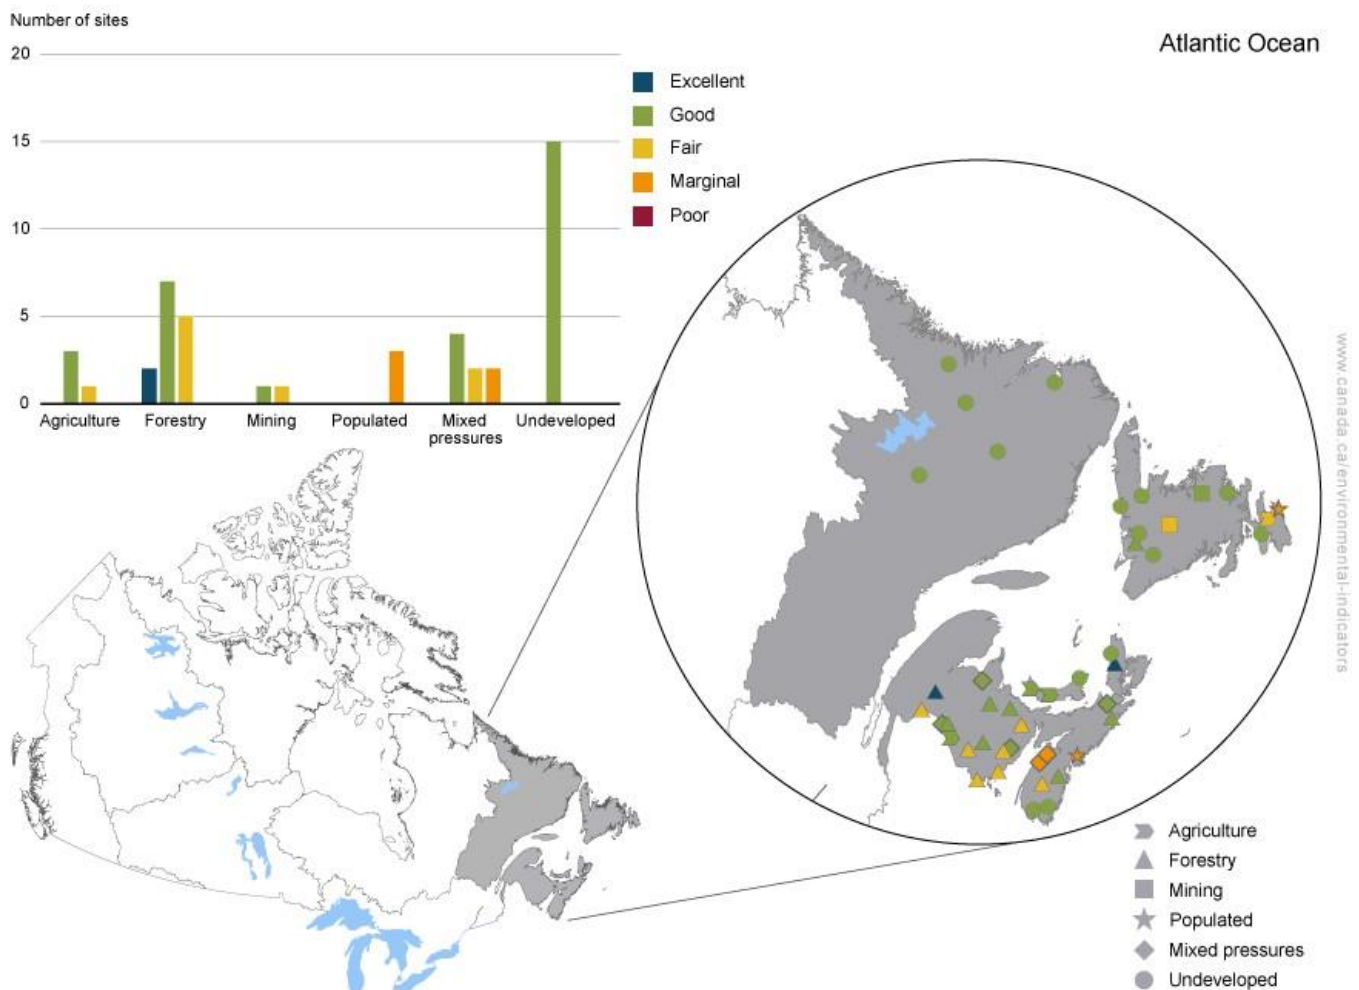 Number of sites
20
15
10
5
0
Agriculture
Forestry
Mining
Populated
Mixed
pressures
Undeveloped
Excellent
Good
Fair
Marginal
Poor
Atlantic Ocean
www.canada.ca/environmental-indicators
Agriculture
Forestry
Mining
Populated
Mixed pressures
Undeveloped